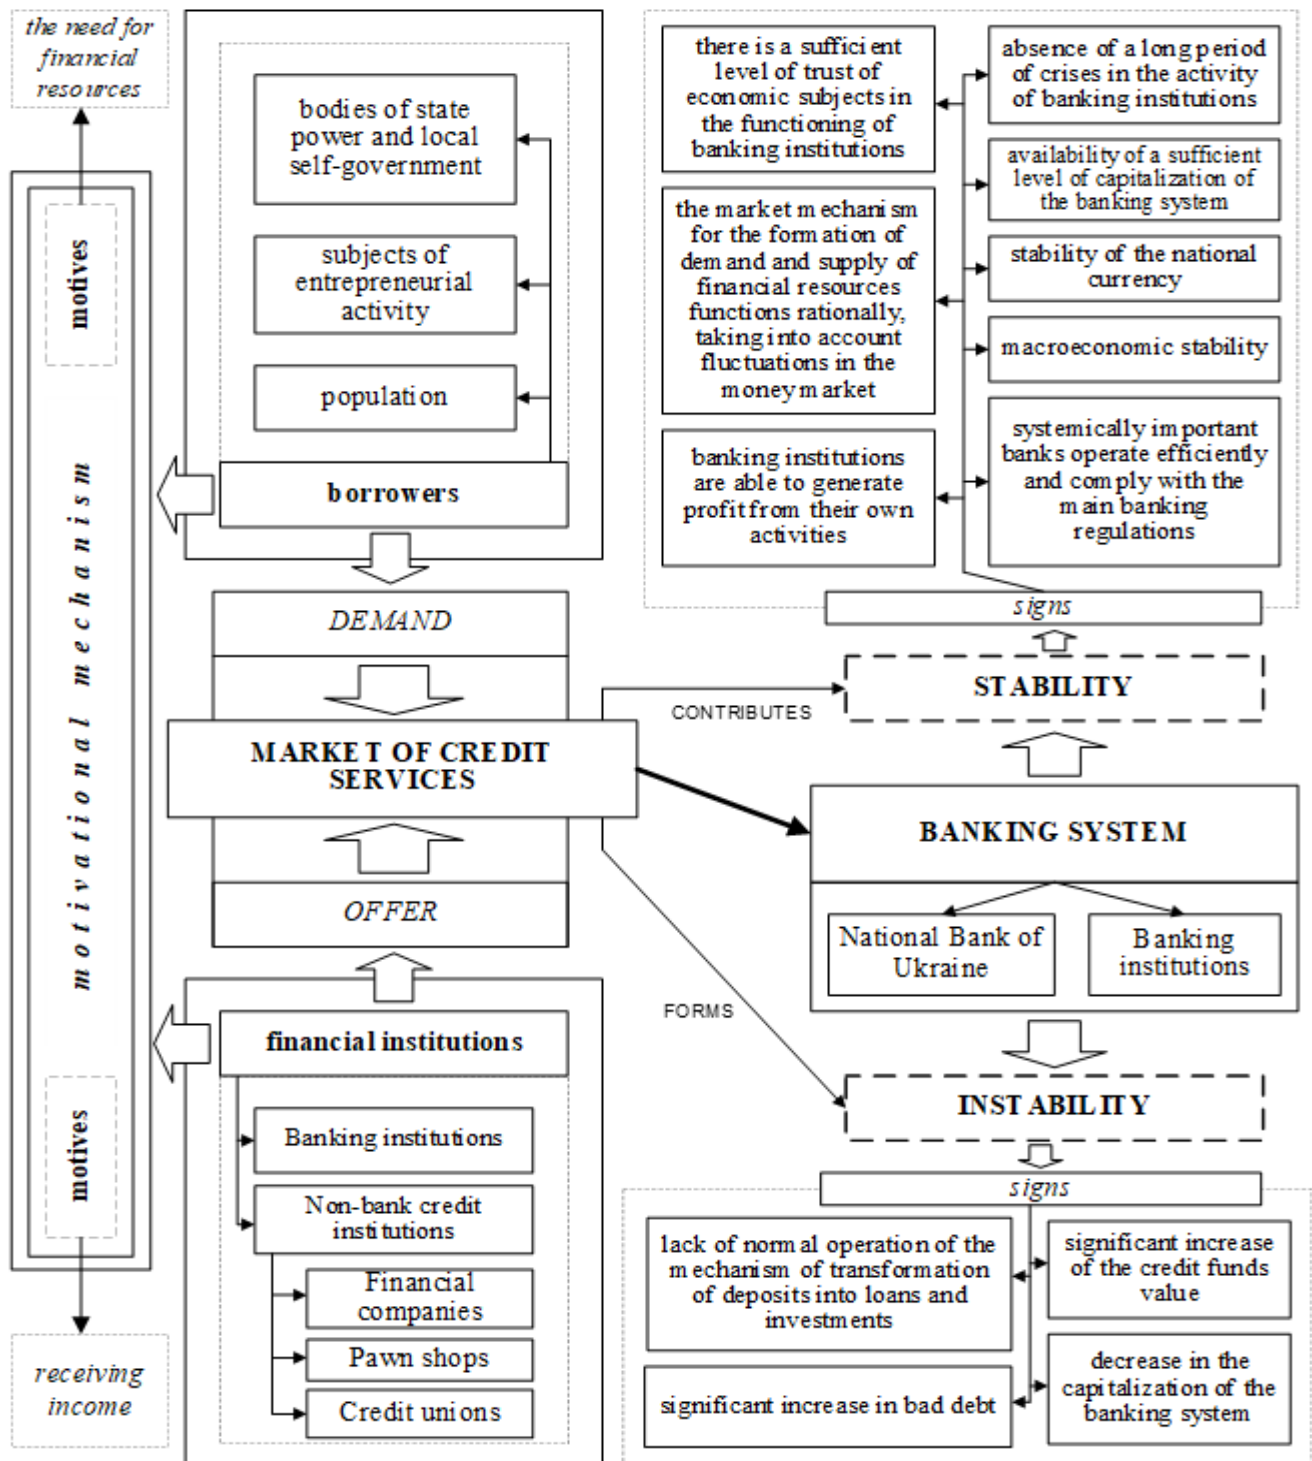 the need for
financial
resources
motives
motivational mechanism
motives
receiving
income
bodies of state
power and local
self-government
subjects of
entrepreneurial
activity
population
borrowers
DEMAND
MARKET OF CREDIT
SERVICES
OFFER
financial institutions
Banking institutions
Non-bank credit
institutions
Financial
companies
Pawn shops
Credit unions
there is a sufficient
level of trust of
economic subjects in
the functioning of
banking institutions
the market mechanism
for the formation of
demand and supply of
financial resources
functions rationally,
taking into account
fluctuations in the
money market
banking institutions
are able to generate
profit from their own
activities
absence of a long period
of crises in the activity
of banking institutions
availability of a sufficient
level of capitalization of
the banking system
stability of the national
currency
macroeconomic stability
systemically important
banks operate efficiently
and comply with the
main banking
regulations
signs
STABILITY
CONTRIBUTES
BANKING SYSTEM
National Bank of
Ukraine
Banking
institutions
FORMS
INSTABILITY
signs
lack of normal operation of the
mechanism of transformation
of deposits into loans and
investments
significant increase in bad debt
significant increase
of the credit funds
value
decrease in the
capitalization of the
banking system